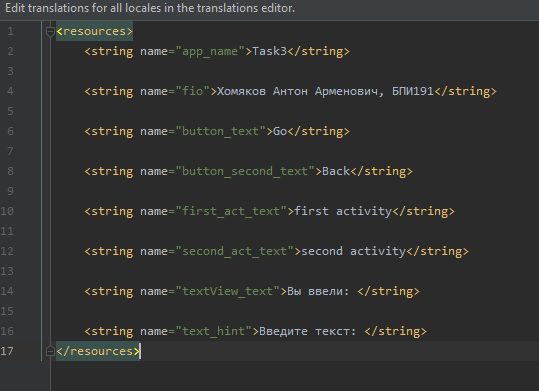 Edit translations for all locales in the translations editor.
1 <resources>
2 <string name="app_name">Task3</string>
3
4 <string name="fio">Хомяков Антон Арменович, БПИ191</string>
5
6 <string name="button_text">Go</string>
7
8 <string name="button_second_text">Back</string>
9
10 <string name="first_act_text">first activity</string>
11
12 <string name="second_act_text">second activity</string>
13
14 <string name="textView_text">Вы ввели: </string>
15
16 <string name="text_hint">Введите текст: </string>
17 </resources>